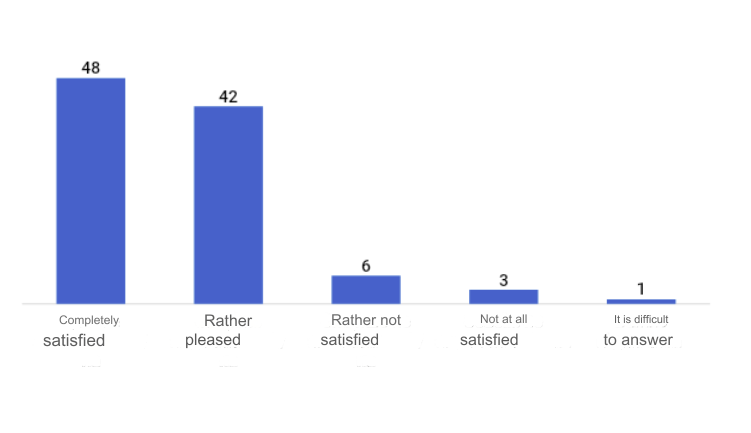 48
42
6
3
1
Completely
satisfied
Rather
pleased
Rather not
satisfied
Not at all
satisfied
It is difficult
to answer